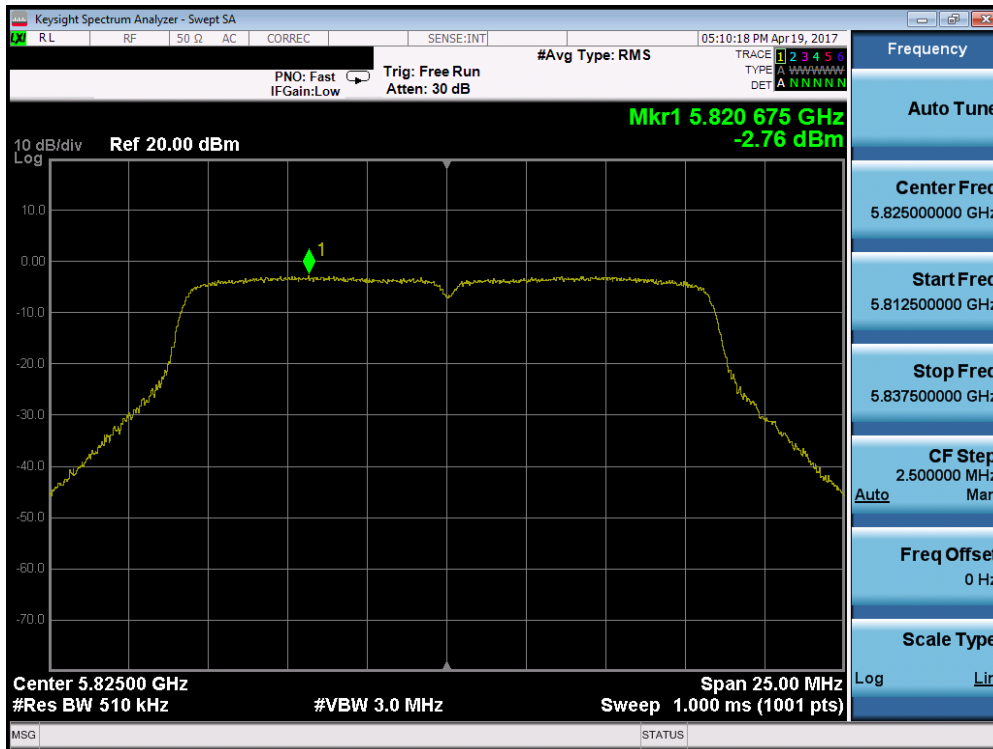 Keysight Spectrum Analyzer - Swept SA
LXI RL RF 50 Ω AC CORREC SENSE:INT 05:10:18 PM Apr 19, 2017
#Avg Type: RMS
TRACE 1 2 3 4 5 6
TYPE A WWWWW
DET A N N N N N
PNO: Fast
IFGain:Low
Trig: Free Run
Atten: 30 dB
Mkr1 5.820 675 GHz
-2.76 dBm
10 dB/div
Log
Ref 20.00 dBm
1
10.0
0.00
-10.0
-20.0
-30.0
-40.0
-50.0
-60.0
-70.0
Center 5.82500 GHz
#Res BW 510 kHz
#VBW 3.0 MHz
Span 25.00 MHz
Sweep 1.000 ms (1001 pts)
MSG
STATUS
Frequency
Auto Tune
Center Freq
5.825000000 GHz
Start Freq
5.812500000 GHz
Stop Freq
5.837500000 GHz
CF Step
2.500000 MHz
Auto Man
Freq Offset
0 Hz
Scale Type
Log Lin